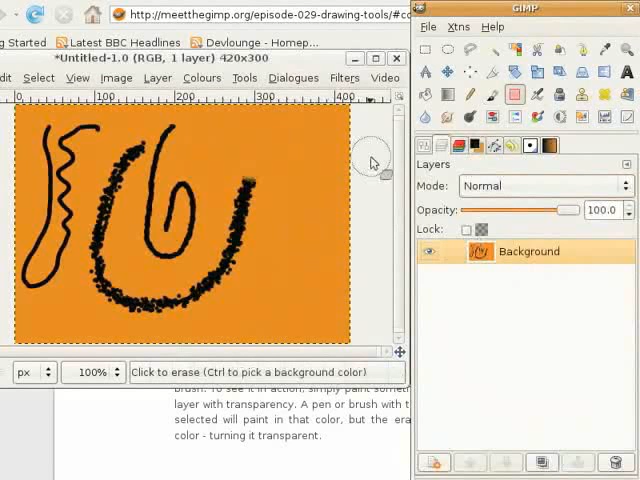 http://meetthegimp.org/episode-029-drawing-tools/#co
GIMP
ng Started
Latest BBC Headlines
Devlounge - Homep...
File Xtns Help
*Untitled-1.0 (RGB, 1 layer) 420x300
dit Select View Image Layer Colours Tools Dialogues Filters Video
0 100 200 300 400
Layers
Mode: Normal
Opacity: 100.0
Lock:
Background
px 100% Click to erase (Ctrl to pick a background color)
brush. To see it in action, simply paint someth
layer with transparency. A pen or brush with t
selected will paint in that color, but the era
color - turning it transparent.